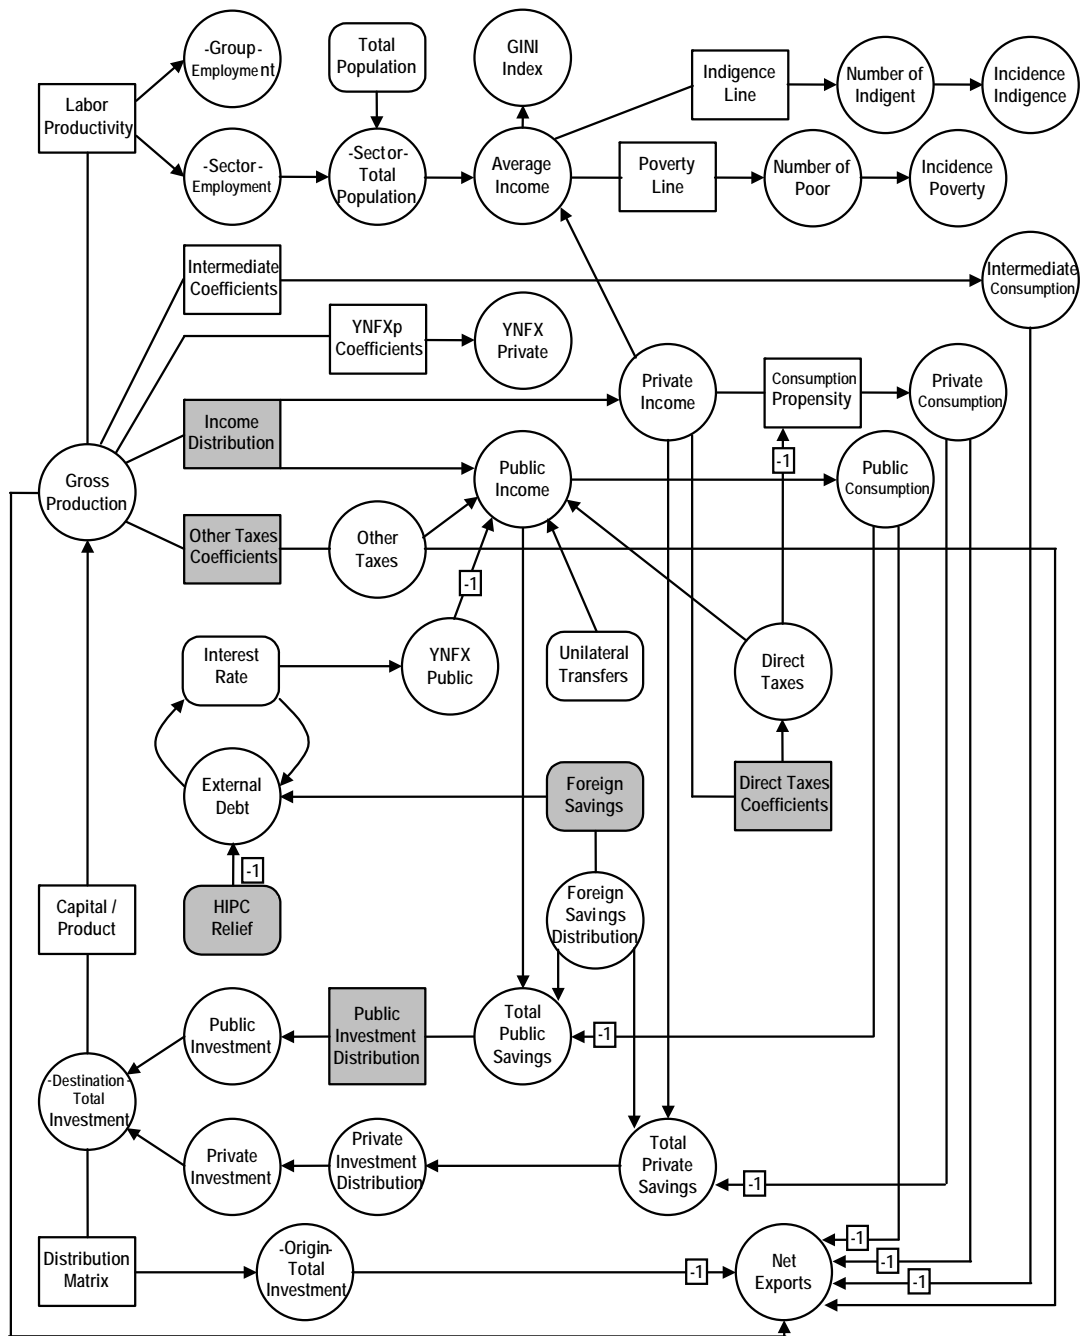 -Group-
Employment
Total
Population
GINI
Index
Indigence
Line
Number of
Indigent
Incidence
Indigence
Labor
Productivity
-Sector-
Employment
-Sector-
Total
Population
Average
Income
Poverty
Line
Number of
Poor
Incidence
Poverty
Intermediate
Coefficients
Intermediate
Consumption
YNFXp
Coefficients
YNFX
Private
Private
Income
Consumption
Propensity
Private
Consumption
Income
Distribution
-1
Gross
Production
Public
Income
Public
Consumption
Other Taxes
Coefficients
Other
Taxes
-1
Interest
Rate
YNFX
Public
Unilateral
Transfers
Direct
Taxes
External
Debt
Foreign
Savings
Direct Taxes
Coefficients
-1
Capital /
Product
HIPC
Relief
Foreign
Savings
Distribution
Public
Investment
Public
Investment
Distribution
Total
Public
Savings
-1
-Destination-
Total
Investment
Private
Investment
Private
Investment
Distribution
Total
Private
Savings
-1
Distribution
Matrix
-Origin-
Total
Investment
-1
Net
Exports
-1
-1
-1